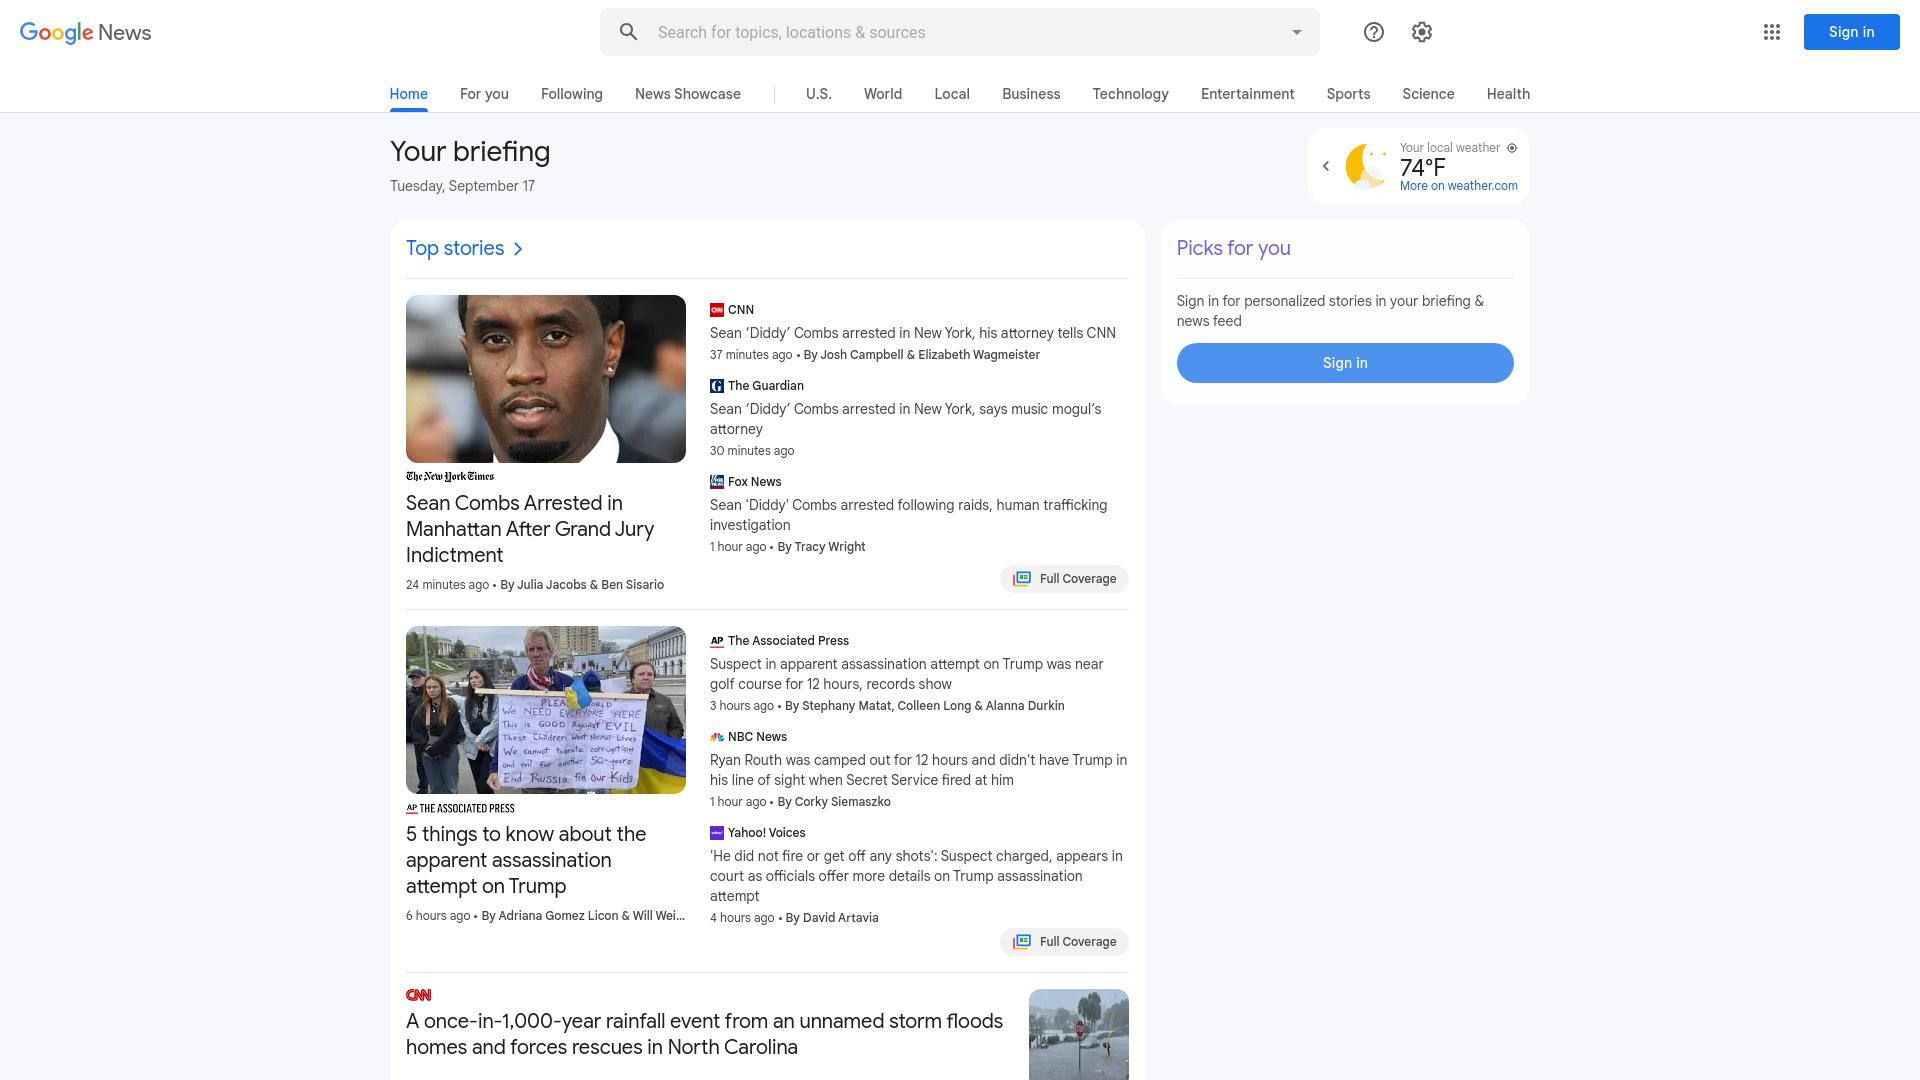 Google News
Search for topics, locations & sources
Sign in
Home
For you
Following
News Showcase
U.S.
World
Local
Business
Technology
Entertainment
Sports
Science
Health
Your briefing
Tuesday, September 17
Your local weather
74°F
More on weather.com
Top stories
The New York Times
Sean Combs Arrested in
Manhattan After Grand Jury
Indictment
24 minutes ago • By Julia Jacobs & Ben Sisario
CNN
Sean ‘Diddy’ Combs arrested in New York, his attorney tells CNN
37 minutes ago • By Josh Campbell & Elizabeth Wagmeister
The Guardian
Sean ‘Diddy’ Combs arrested in New York, says music mogul’s
attorney
30 minutes ago
Fox News
Sean 'Diddy' Combs arrested following raids, human trafficking
investigation
1 hour ago • By Tracy Wright
Full Coverage
PLEASE WORLD
We NEED EVERYONE HERE
This is GOOD Against EVIL
These Children Want Normal Lives
We cannot tolerate corruption
and evil for another 50+ years
End Russia for our Kids
AP THE ASSOCIATED PRESS
5 things to know about the
apparent assassination
attempt on Trump
6 hours ago • By Adriana Gomez Licon & Will Wei...
AP The Associated Press
Suspect in apparent assassination attempt on Trump was near
golf course for 12 hours, records show
3 hours ago • By Stephany Matat, Colleen Long & Alanna Durkin
NBC News
Ryan Routh was camped out for 12 hours and didn't have Trump in
his line of sight when Secret Service fired at him
1 hour ago • By Corky Siemaszko
Yahoo! Voices
'He did not fire or get off any shots': Suspect charged, appears in
court as officials offer more details on Trump assassination
attempt
4 hours ago • By David Artavia
Full Coverage
CNN
A once-in-1,000-year rainfall event from an unnamed storm floods
homes and forces rescues in North Carolina
Picks for you
Sign in for personalized stories in your briefing &
news feed
Sign in